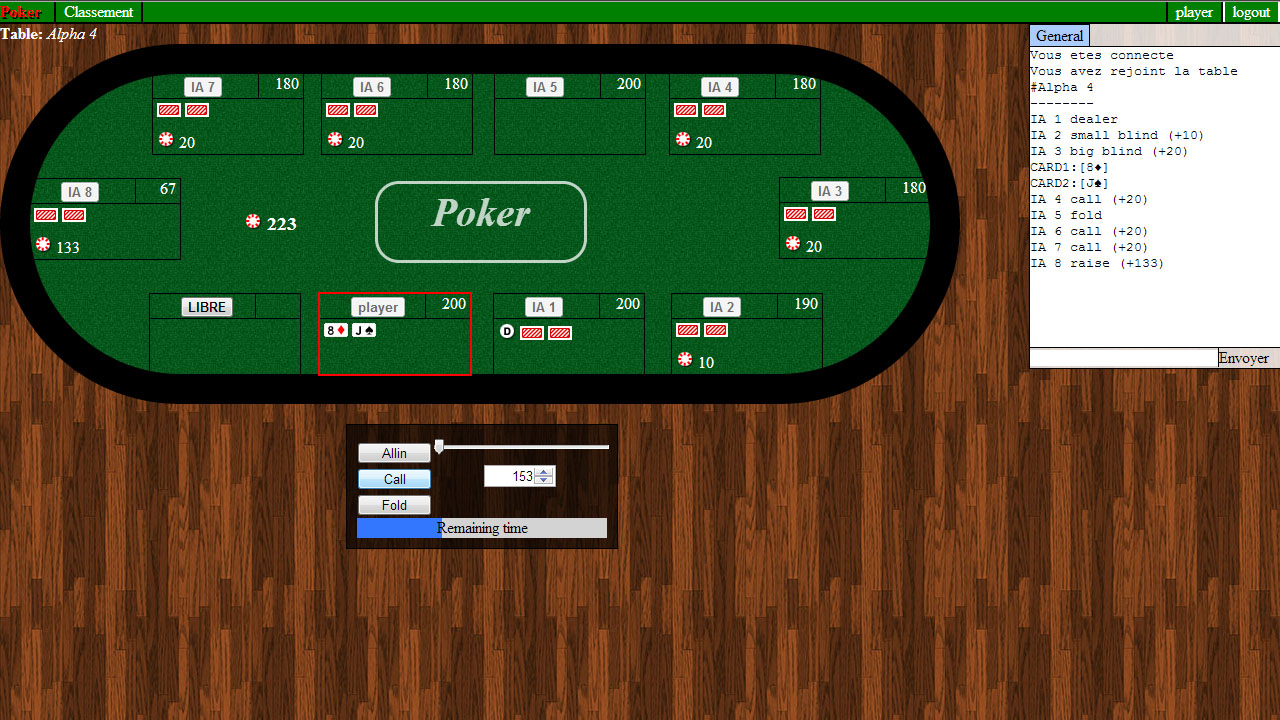 Poker Classement player logout
Table: Alpha 4
General
Vous etes connecte
Vous avez rejoint la table
#Alpha 4
--------
IA 1 dealer
IA 2 small blind (+10)
IA 3 big blind (+20)
CARD1:[8♦]
CARD2:[J♠]
IA 4 call (+20)
IA 5 fold
IA 6 call (+20)
IA 7 call (+20)
IA 8 raise (+133)
Envoyer
IA 7 180
20
IA 6 180
20
IA 5 200
IA 4 180
20
IA 8 67
133
223
Poker
IA 3 180
20
LIBRE
player 200
8♦ J♠
IA 1 200
D
IA 2 190
10
Allin
Call
153
Fold
Remaining time